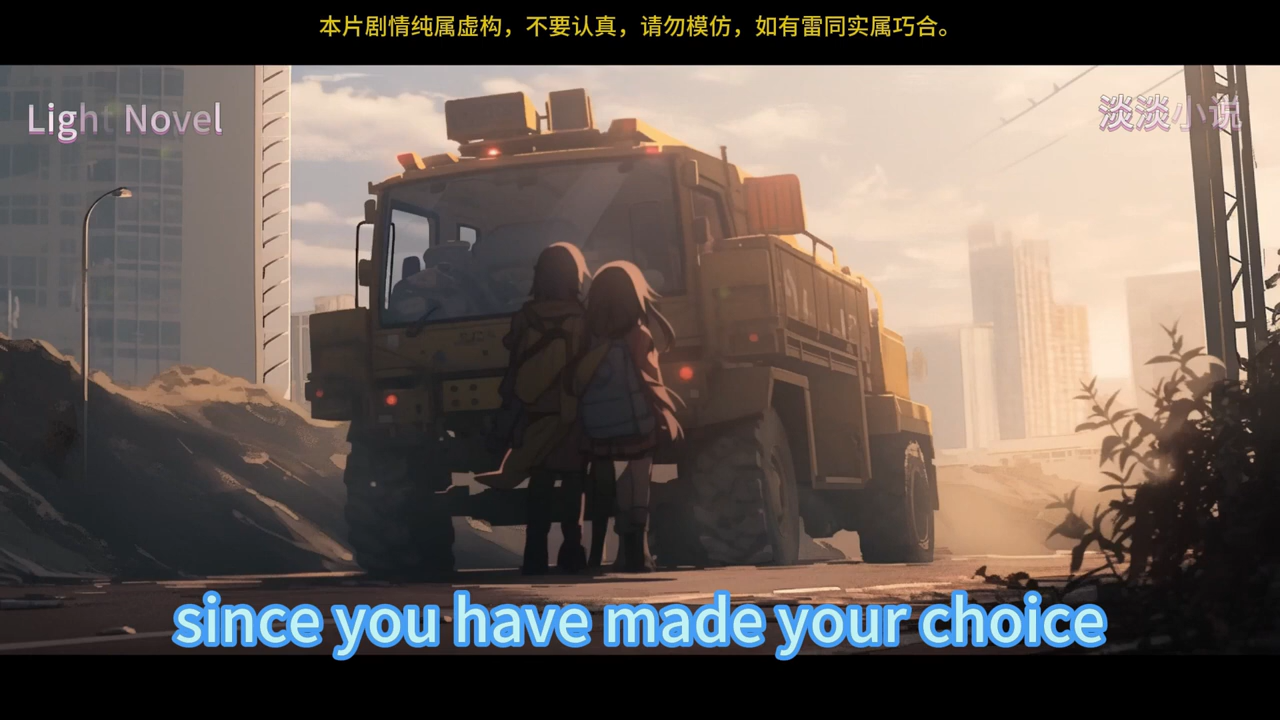 本片剧情纯属虚构，不要认真，请勿模仿，如有雷同实属巧合。
Light Novel
淡淡小说
since you have made your choice